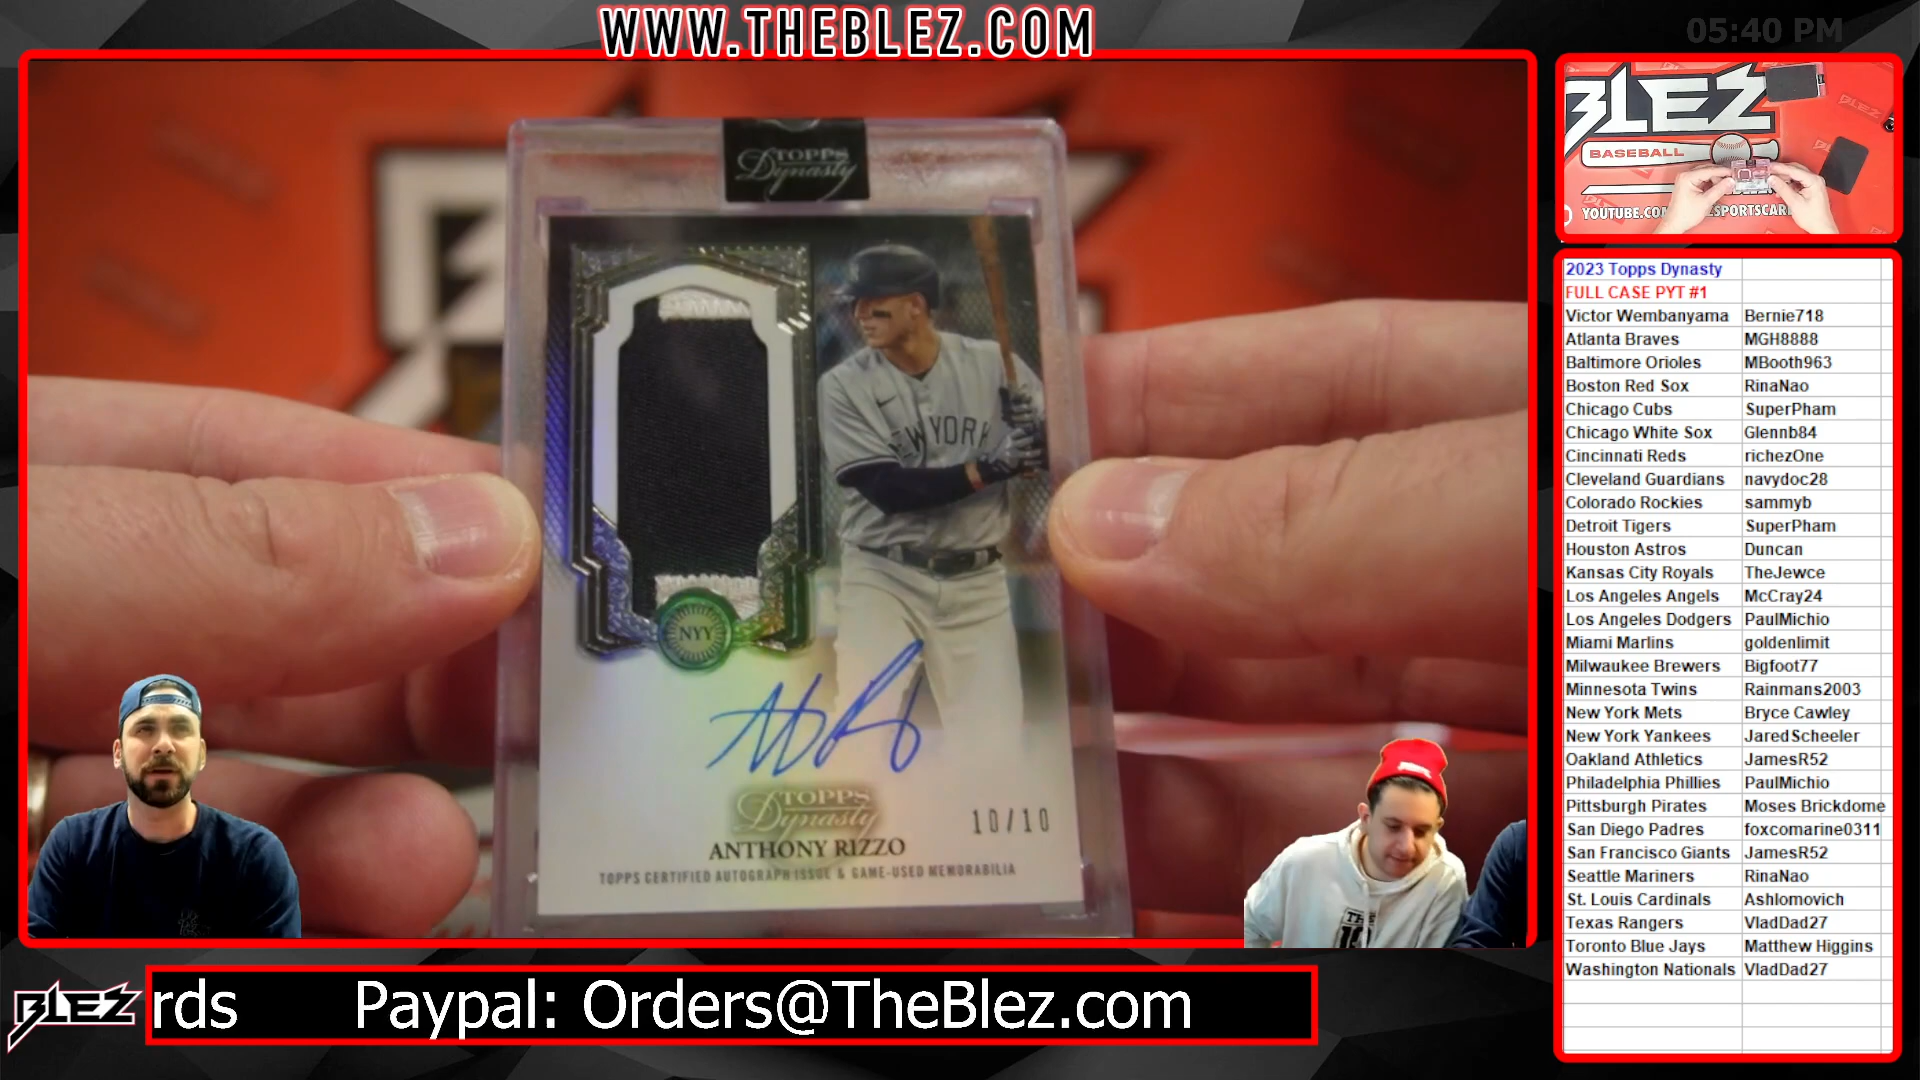 WWW.THEBLEZ.COM
05:40 PM
TOPPS
Dynasty
NEW YORK
NYY
TOPPS
Dynasty
10/10
ANTHONY RIZZO
TOPPS CERTIFIED AUTOGRAPH ISSUE & GAME-USED MEMORABILIA
BLEZ
BASEBALL
YOUTUBE.COM
2023 Topps Dynasty
FULL CASE PYT #1
Victor Wembanyama Bernie718
Atlanta Braves MGH8888
Baltimore Orioles MBooth963
Boston Red Sox RinaNao
Chicago Cubs SuperPham
Chicago White Sox Glennb84
Cincinnati Reds richezOne
Cleveland Guardians navydoc28
Colorado Rockies sammyb
Detroit Tigers SuperPham
Houston Astros Duncan
Kansas City Royals TheJewce
Los Angeles Angels McCray24
Los Angeles Dodgers PaulMichio
Miami Marlins goldenlimit
Milwaukee Brewers Bigfoot77
Minnesota Twins Rainmans2003
New York Mets Bryce Cawley
New York Yankees JaredScheeler
Oakland Athletics JamesR52
Philadelphia Phillies PaulMichio
Pittsburgh Pirates Moses Brickdome
San Diego Padres foxcomarine0311
San Francisco Giants JamesR52
Seattle Mariners RinaNao
St. Louis Cardinals Ashlomovich
Texas Rangers VladDad27
Toronto Blue Jays Matthew Higgins
Washington Nationals VladDad27
BLEZ
rds Paypal: Orders@TheBlez.com